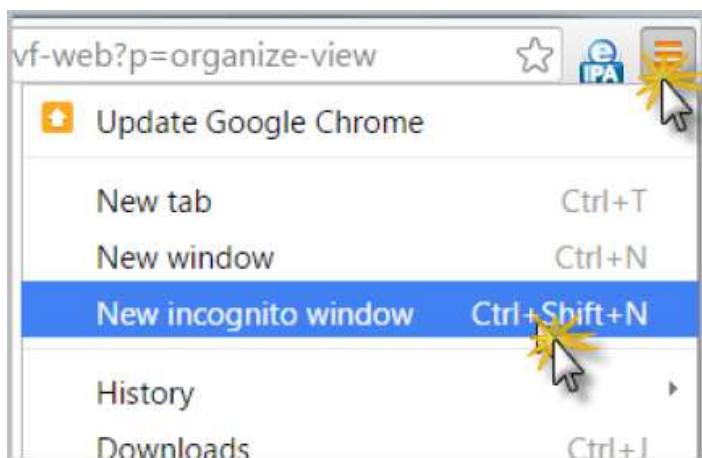 vf-web?p=organize-view
e
IPA
Update Google Chrome
New tab Ctrl+T
New window Ctrl+N
New incognito window Ctrl+Shift+N
History
Downloads Ctrl+J